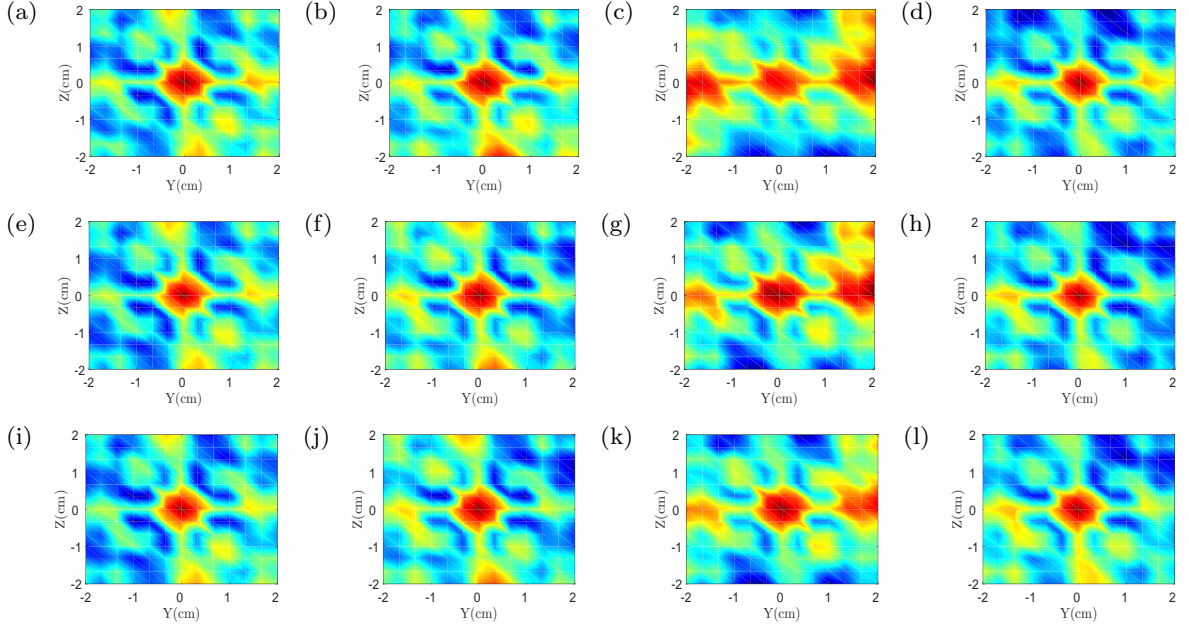 (a) (b) (c) (d)
2 2 2 2
1 1 1 1
Z(cm) 0 Z(cm) 0 Z(cm) 0 Z(cm) 0
-1 -1 -1 -1
-2 -2 -2 -2
-2 -1 0 1 2 -2 -1 0 1 2 -2 -1 0 1 2 -2 -1 0 1 2
Y(cm) Y(cm) Y(cm) Y(cm)
(e) (f) (g) (h)
2 2 2 2
1 1 1 1
Z(cm) 0 Z(cm) 0 Z(cm) 0 Z(cm) 0
-1 -1 -1 -1
-2 -2 -2 -2
-2 -1 0 1 2 -2 -1 0 1 2 -2 -1 0 1 2 -2 -1 0 1 2
Y(cm) Y(cm) Y(cm) Y(cm)
(i) (j) (k) (l)
2 2 2 2
1 1 1 1
Z(cm) 0 Z(cm) 0 Z(cm) 0 Z(cm) 0
-1 -1 -1 -1
-2 -2 -2 -2
-2 -1 0 1 2 -2 -1 0 1 2 -2 -1 0 1 2 -2 -1 0 1 2
Y(cm) Y(cm) Y(cm) Y(cm)